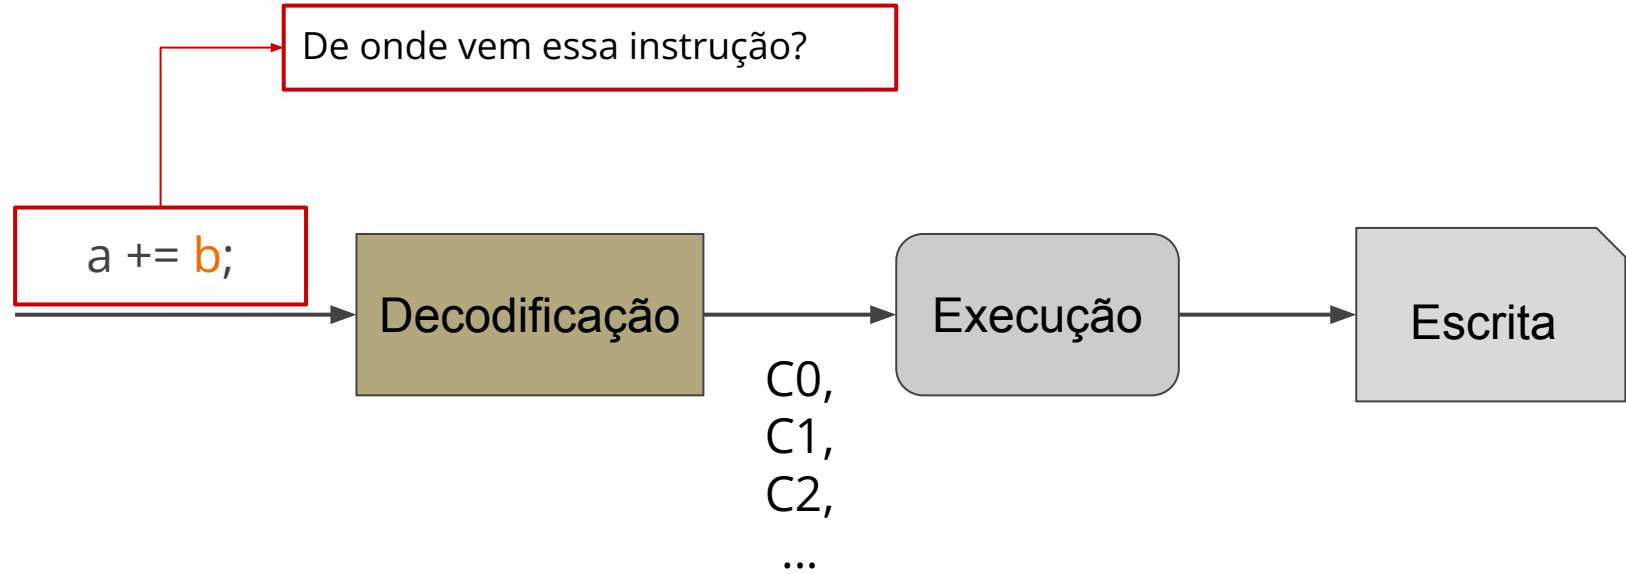 De onde vem essa instrução?
a += b;
Decodificação
Execução
Escrita
C0,
C1,
C2,
...